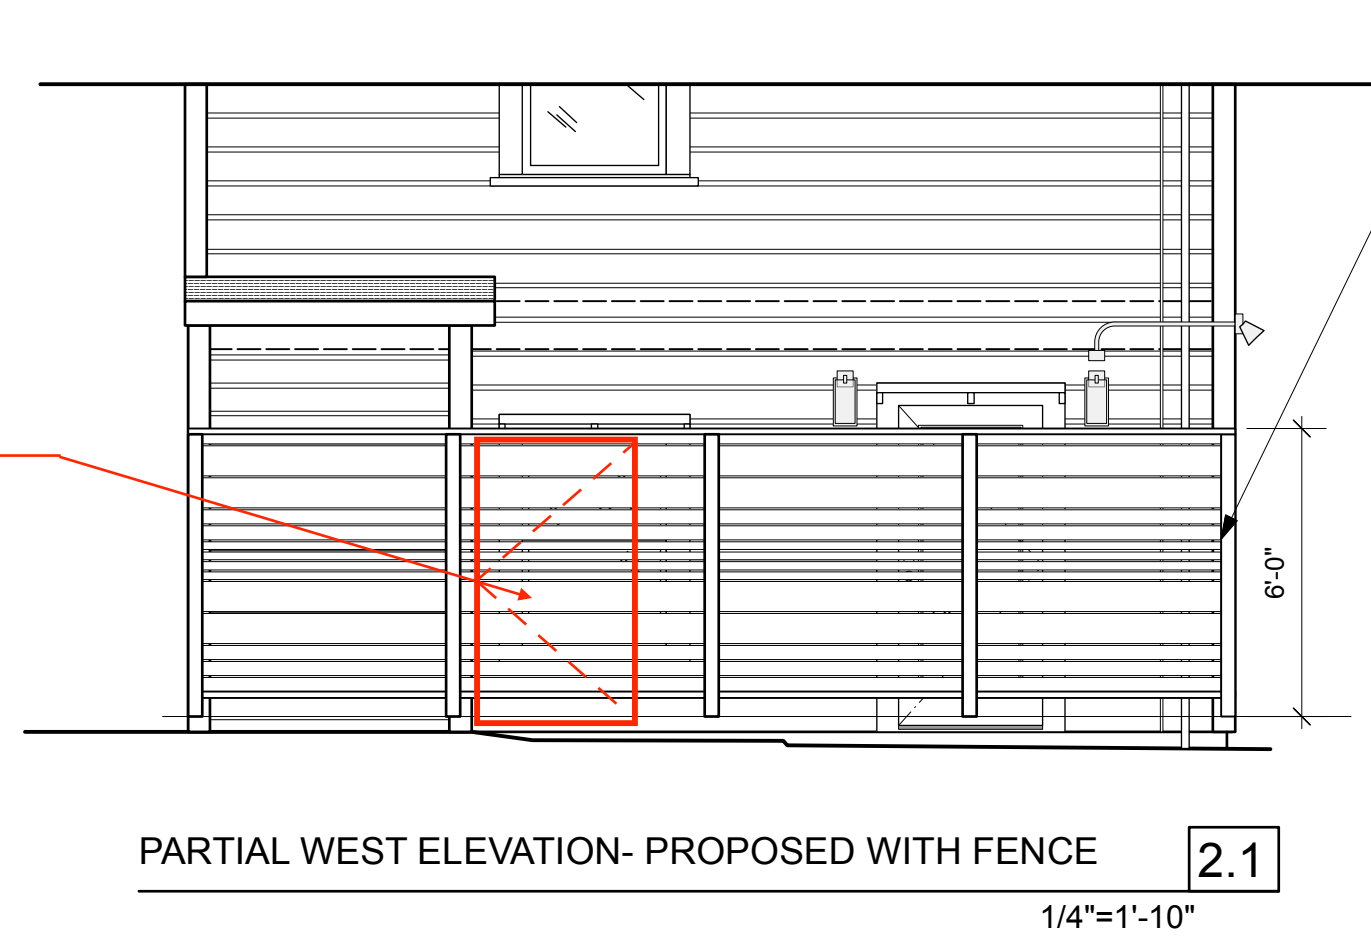 6'-0"
PARTIAL WEST ELEVATION- PROPOSED WITH FENCE
2.1
1/4"=1'-10"